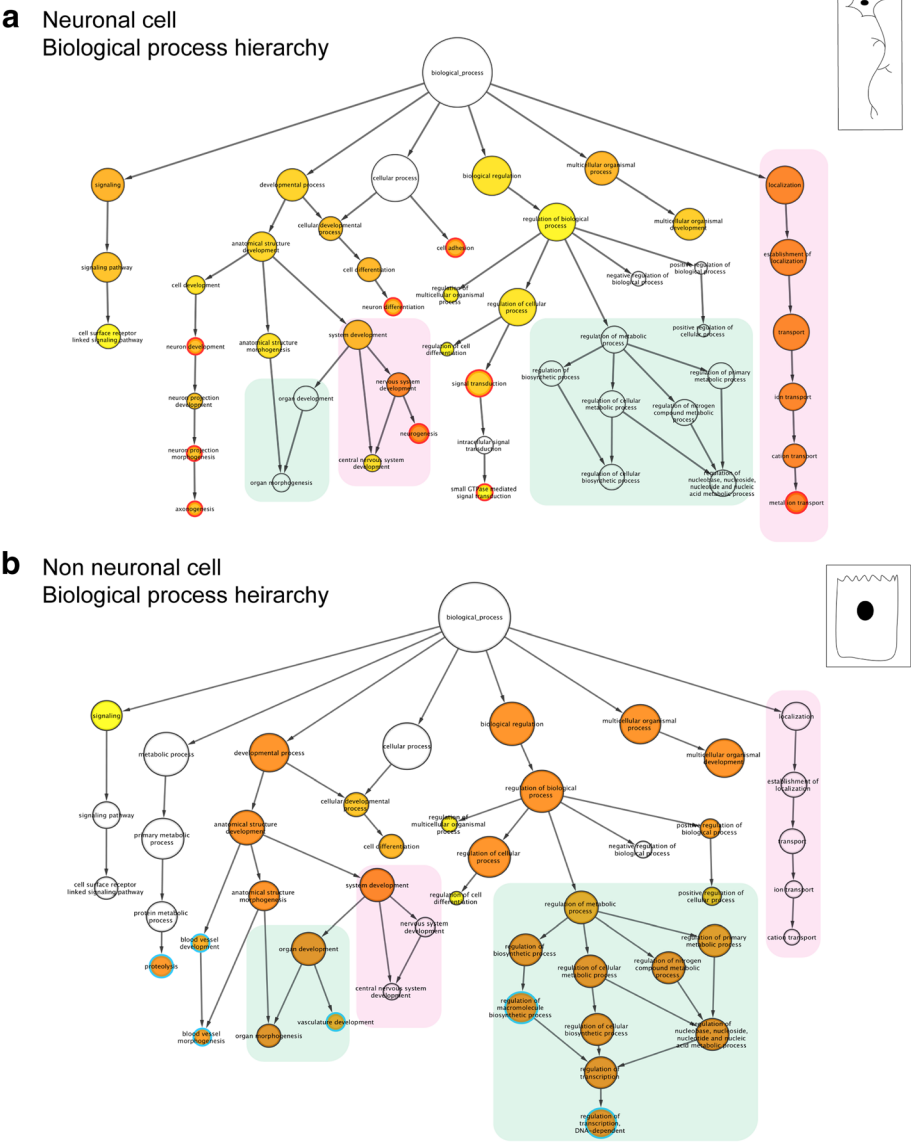 a
Neuronal cell
Biological process hierarchy
biological_process
signaling
developmental process
cellular process
biological regulation
multicellular organismal
process
localization
cellular developmental
process
anatomical structure
development
cell adhesion
regulation of biological
process
multicellular organismal
development
signaling pathway
cell development
cell differentiation
regulation of
multicellular organismal
process
negative regulation of
biological process
positive regulation of
biological process
establishment of
localization
neuron differentiation
regulation of cellular
process
cell surface receptor
linked signaling pathway
neuron development
anatomical structure
morphogenesis
system development
regulation of cell
differentiation
regulation of metabolic
process
positive regulation of
cellular process
transport
neuron projection
development
organ development
nervous system
development
signal transduction
regulation of
biosynthetic process
regulation of primary
metabolic process
regulation of cellular
metabolic process
regulation of nitrogen
compound metabolic
process
ion transport
neuron projection
morphogenesis
neurogenesis
intracellular signal
transduction
central nervous system
development
cation transport
organ morphogenesis
small GTPase mediated
signal transduction
regulation of cellular
biosynthetic process
regulation of
nucleobase, nucleoside,
nucleotide and nucleic
acid metabolic process
axonogenesis
metal ion transport
b
Non neuronal cell
Biological process heirarchy
biological_process
signaling
metabolic process
developmental process
cellular process
biological regulation
multicellular organismal
process
localization
multicellular organismal
development
signaling pathway
primary metabolic
process
anatomical structure
development
cellular developmental
process
cell differentiation
regulation of biological
process
regulation of
multicellular organismal
process
regulation of cellular
process
negative regulation of
biological process
positive regulation of
biological process
establishment of
localization
transport
cell surface receptor
linked signaling pathway
protein metabolic
process
anatomical structure
morphogenesis
system development
regulation of cell
differentiation
regulation of metabolic
process
positive regulation of
cellular process
ion transport
blood vessel
development
proteolysis
organ development
nervous system
development
regulation of
biosynthetic process
regulation of cellular
metabolic process
regulation of nitrogen
compound metabolic
process
regulation of primary
metabolic process
cation transport
central nervous system
development
regulation of
macromolecule
biosynthetic process
blood vessel
morphogenesis
organ morphogenesis
vasculature development
regulation of cellular
biosynthetic process
regulation of
nucleobase, nucleoside,
nucleotide and nucleic
acid metabolic process
regulation of
transcription
regulation of
transcription,
DNA-dependent